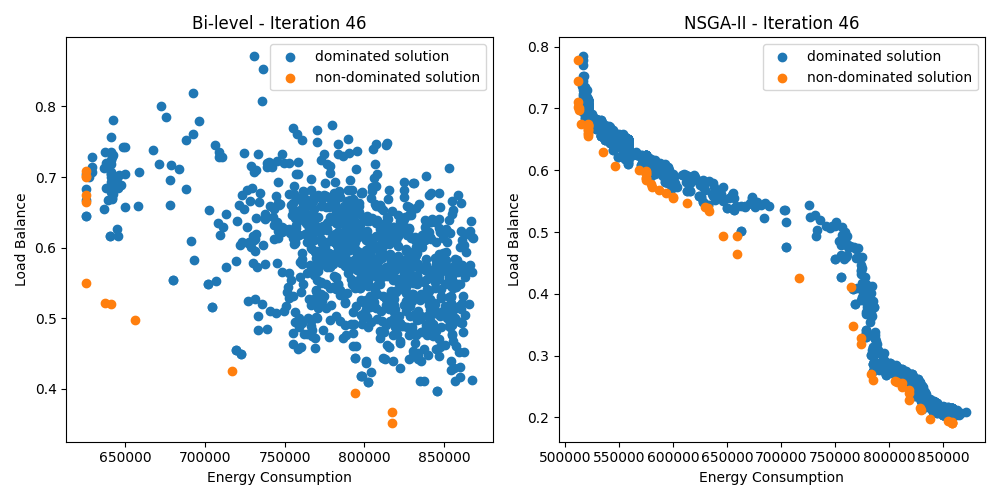 Bi-level - Iteration 46
dominated solution
non-dominated solution
Load Balance
0.8
0.7
0.6
0.5
0.4
650000 700000 750000 800000 850000
Energy Consumption
NSGA-II - Iteration 46
dominated solution
non-dominated solution
Load Balance
0.8
0.7
0.6
0.5
0.4
0.3
0.2
500000 550000 600000 650000 700000 750000 800000 850000
Energy Consumption